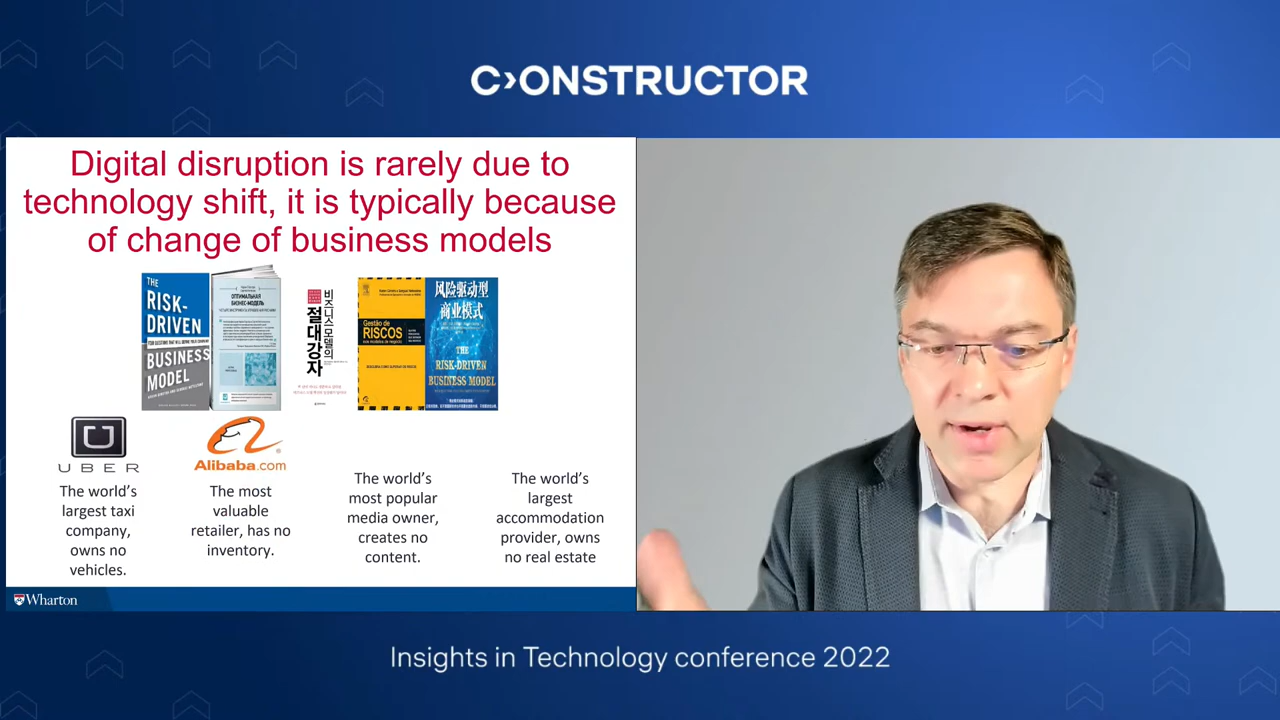 C›ONSTRUCTOR
Digital disruption is rarely due to
technology shift, it is typically because
of change of business models
THE
RISK-
DRIVEN
BUSINESS
MODEL
ОПТИМАЛЬНАЯ
БИЗНЕС-МОДЕЛЬ
비즈니스 모델의
절대강자
Gestão de
RISCOS
风险驱动型
商业模式
THE
RISK-DRIVEN
BUSINESS MODEL
UBER
The world's
largest taxi
company,
owns no
vehicles.
Alibaba.com
The most
valuable
retailer, has no
inventory.
The world's
most popular
media owner,
creates no
content.
The world's
largest
accommodation
provider, owns
no real estate
Wharton
Insights in Technology conference 2022